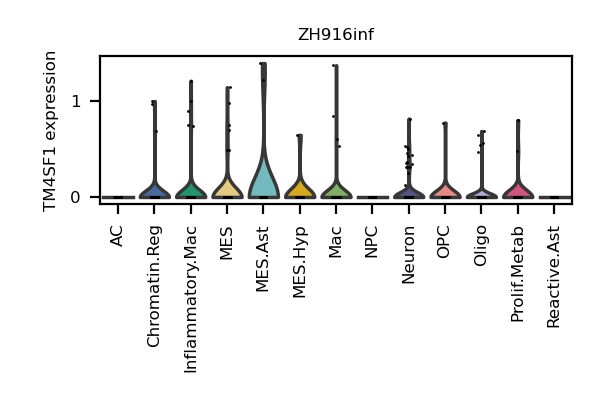 ZH916inf
TM4SF1 expression
1
0
AC
Chromatin.Reg
Inflammatory.Mac
MES
MES.Ast
MES.Hyp
Mac
NPC
Neuron
OPC
Oligo
Prolif.Metab
Reactive.Ast